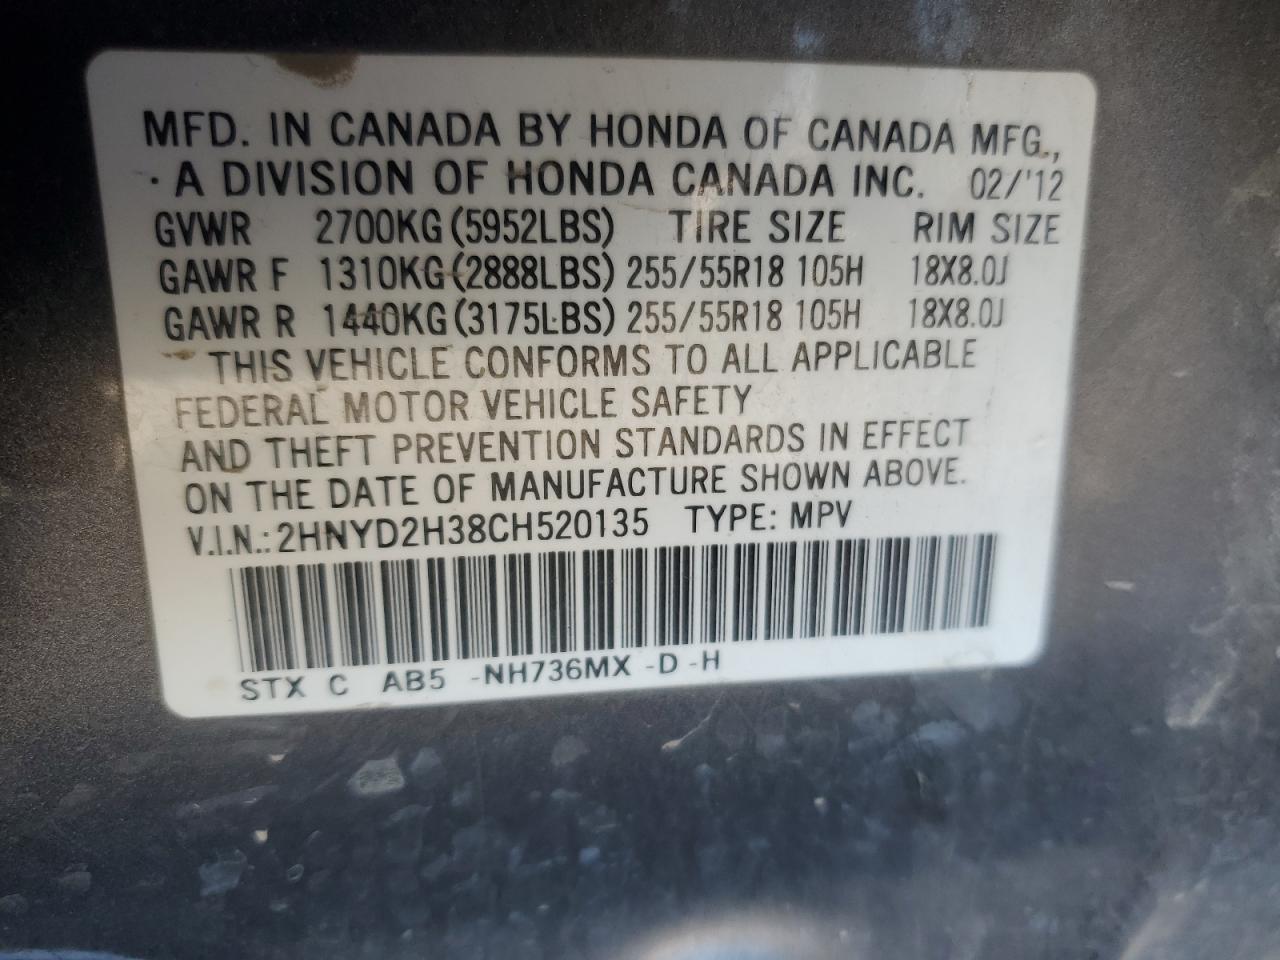 MFD. IN CANADA BY HONDA OF CANADA MFG.,
A DIVISION OF HONDA CANADA INC. 02/'12
GVWR 2700KG (5952LBS) TIRE SIZE RIM SIZE
GAWR F 1310KG (2888LBS) 255/55R18 105H 18X8.0J
GAWR R 1440KG (3175LBS) 255/55R18 105H 18X8.0J
THIS VEHICLE CONFORMS TO ALL APPLICABLE
FEDERAL MOTOR VEHICLE SAFETY
AND THEFT PREVENTION STANDARDS IN EFFECT
ON THE DATE OF MANUFACTURE SHOWN ABOVE.
V.I.N.: 2HNYD2H38CH520135 TYPE: MPV
STX C AB5 -NH736MX -D -H